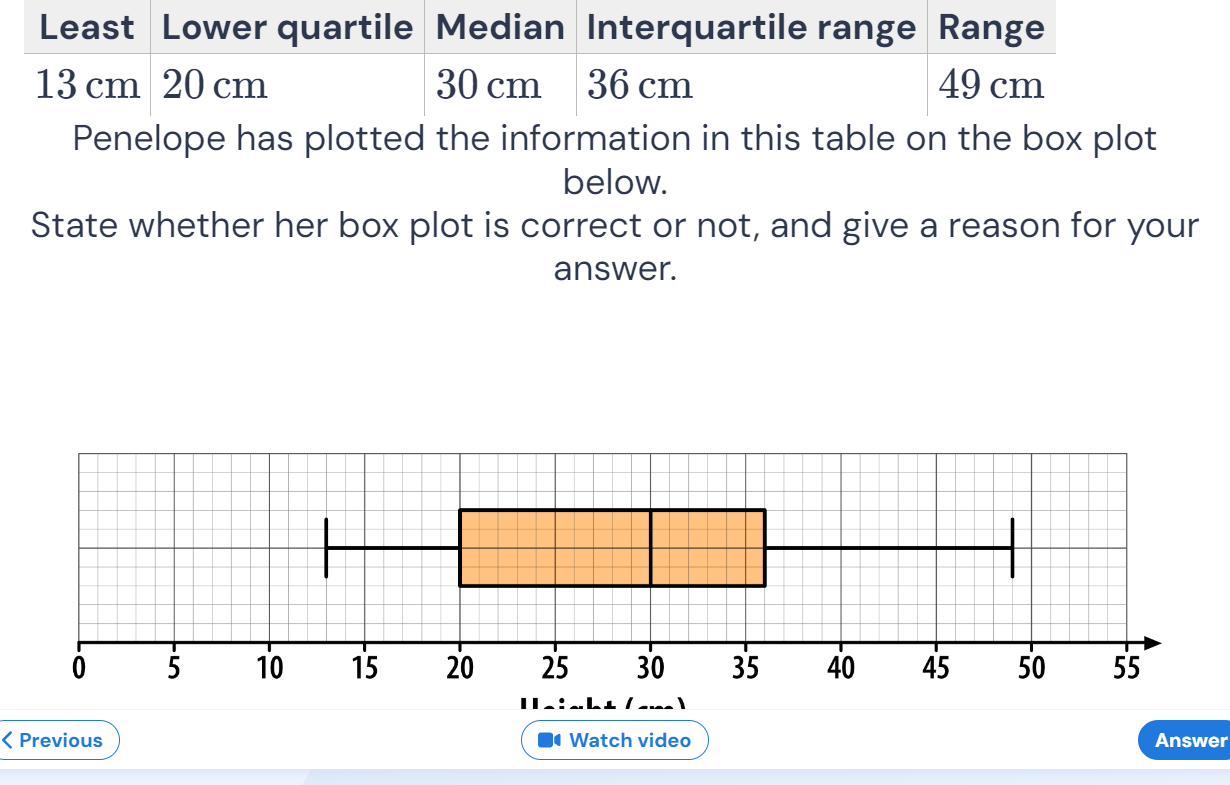 Least Lower quartile Median Interquartile range Range
13 cm 20 cm 30 cm 36 cm 49 cm
Penelope has plotted the information in this table on the box plot
below.
State whether her box plot is correct or not, and give a reason for your
answer.
0 5 10 15 20 25 30 35 40 45 50 55
Height (cm)
Previous Watch video Answer